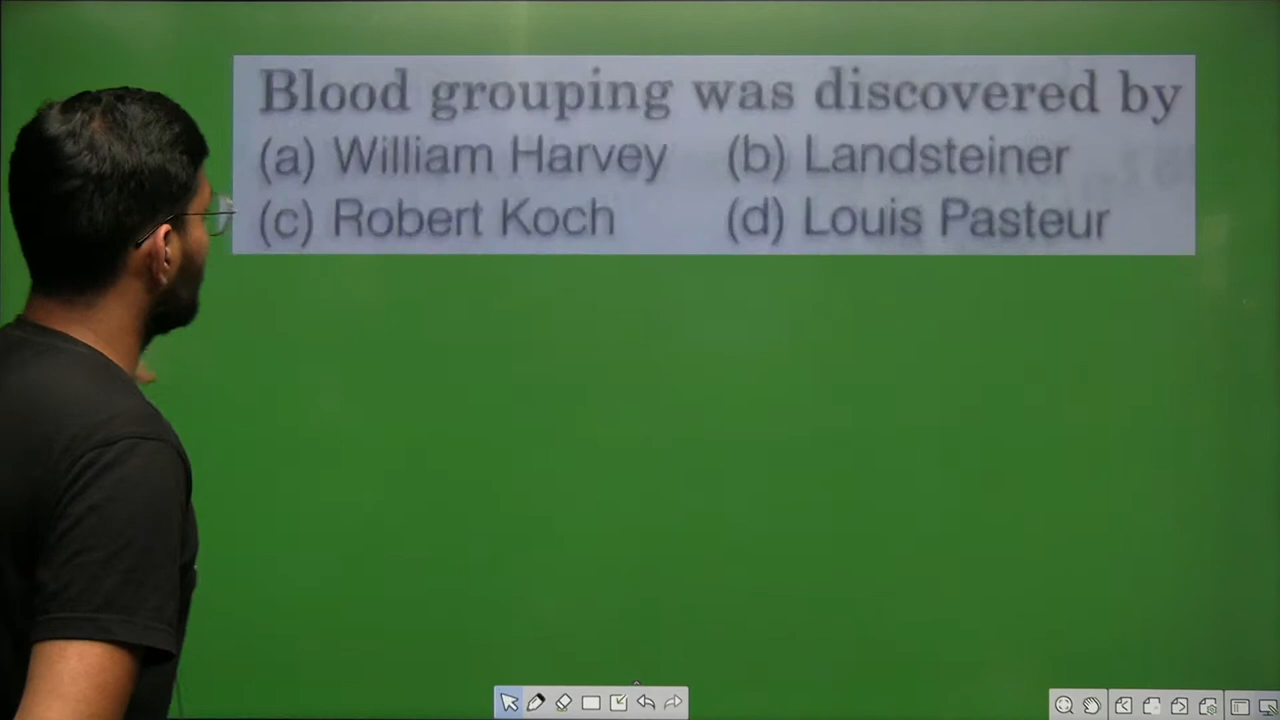 Blood grouping was discovered by
(a) William Harvey (b) Landsteiner
(c) Robert Koch (d) Louis Pasteur